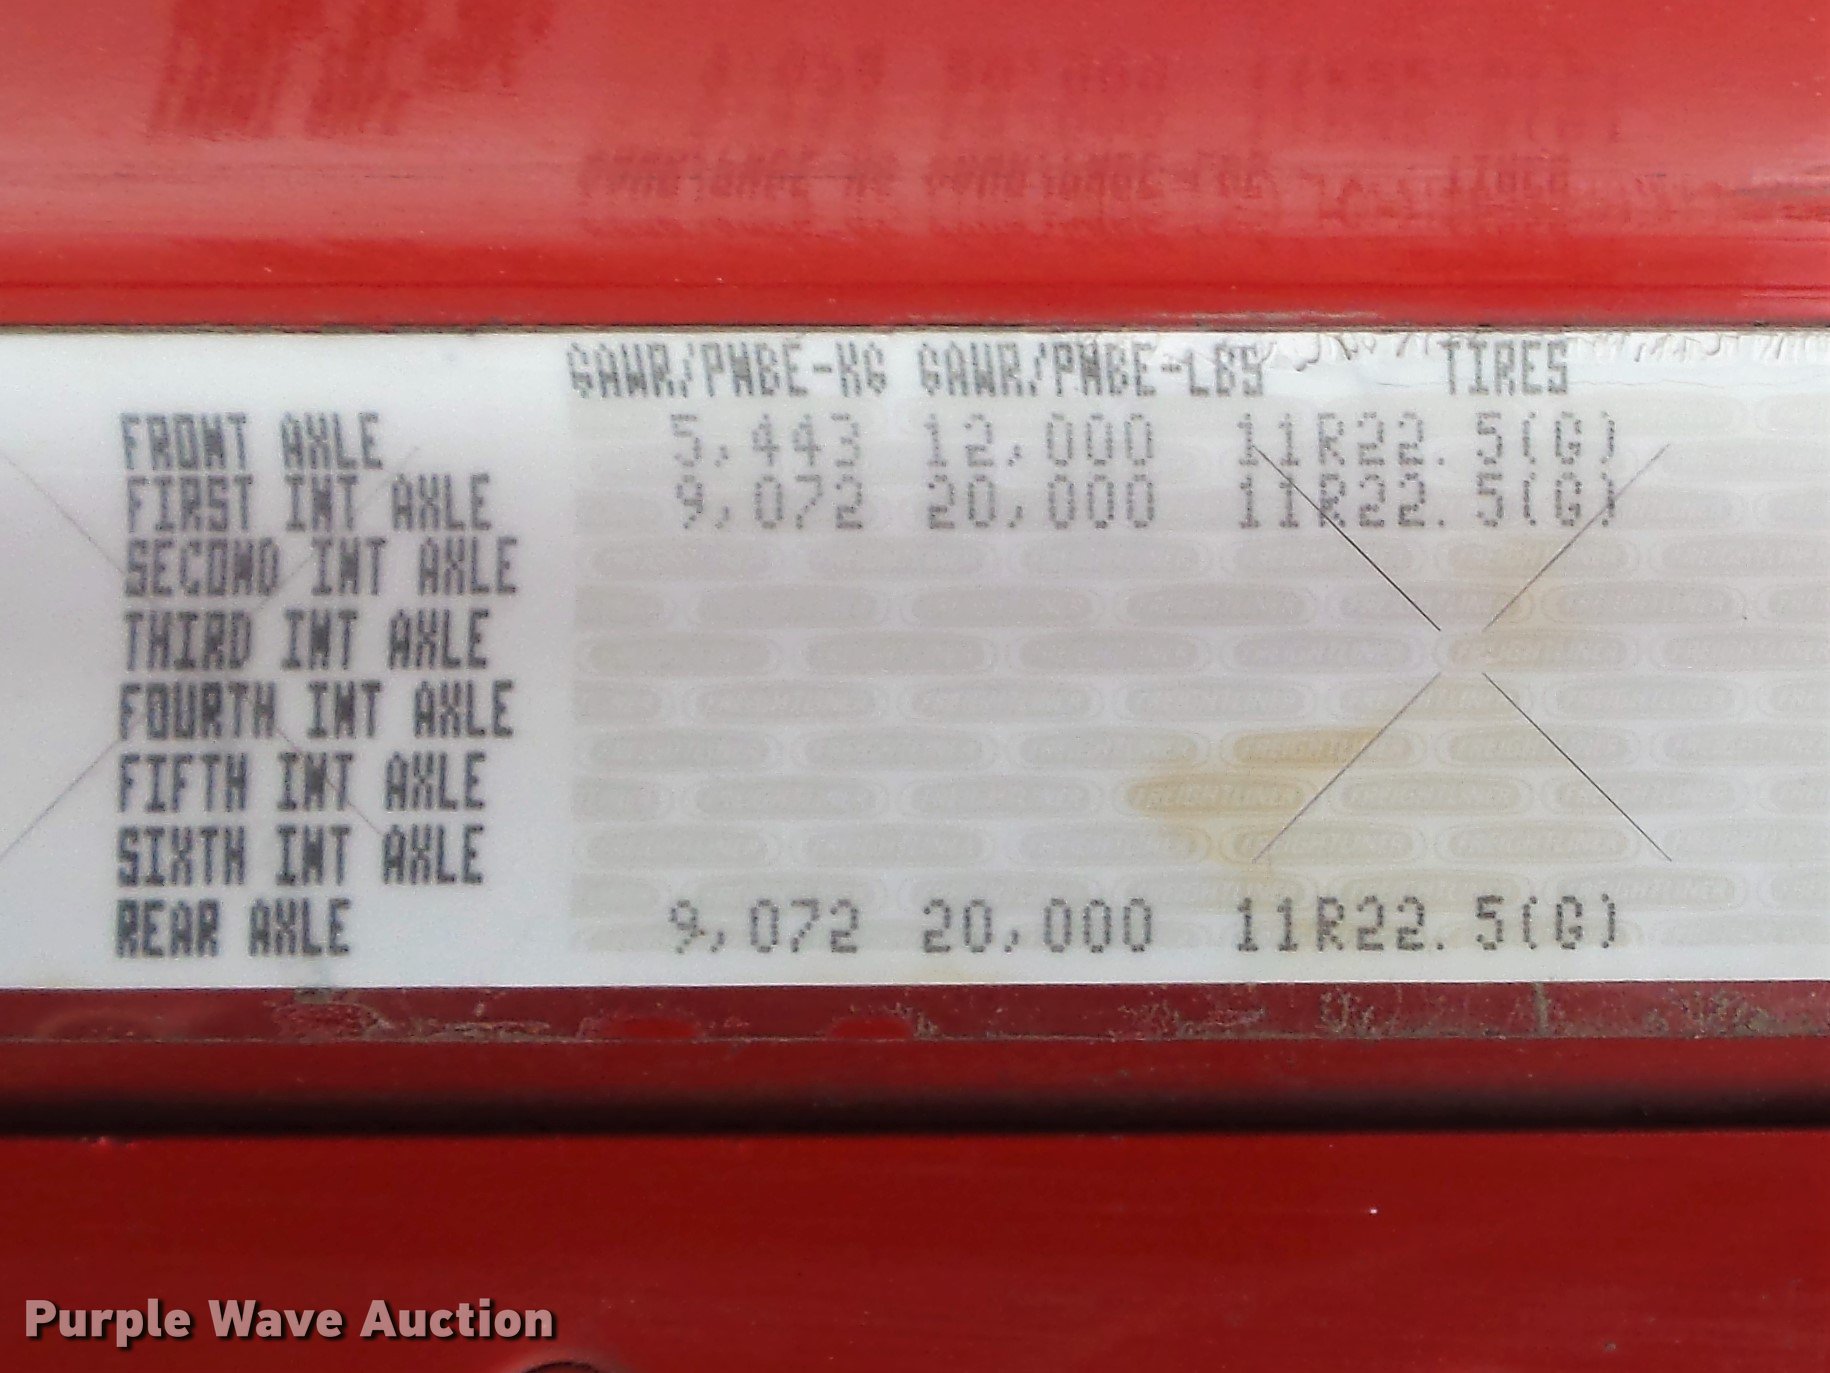 GAWR/PNBE-KG GAWR/PNBE-LBS TIRES
FRONT AXLE 5,443 12,000 11R22.5(G)
FIRST INT AXLE 9,072 20,000 11R22.5(G)
SECOND INT AXLE
THIRD INT AXLE
FOURTH INT AXLE
FIFTH INT AXLE
SIXTH INT AXLE
REAR AXLE 9,072 20,000 11R22.5(G)
Purple Wave Auction